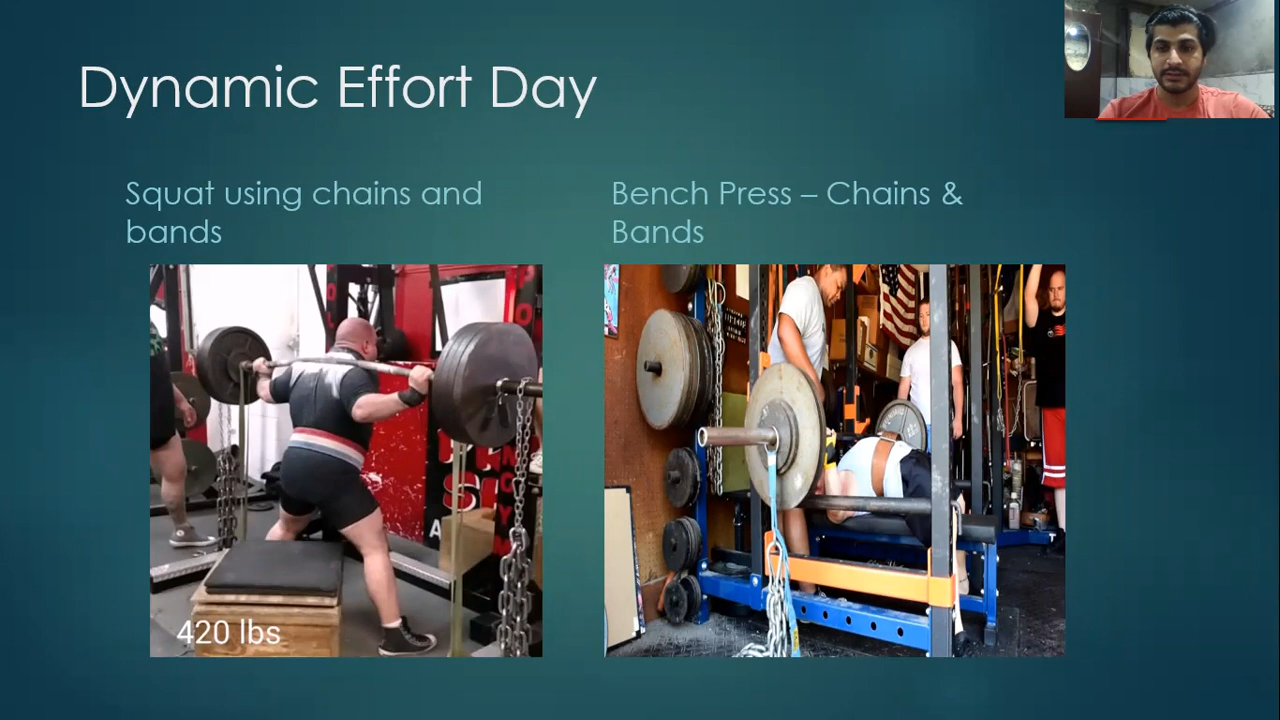 Dynamic Effort Day
Squat using chains and
bands
Bench Press – Chains &
Bands
420 lbs